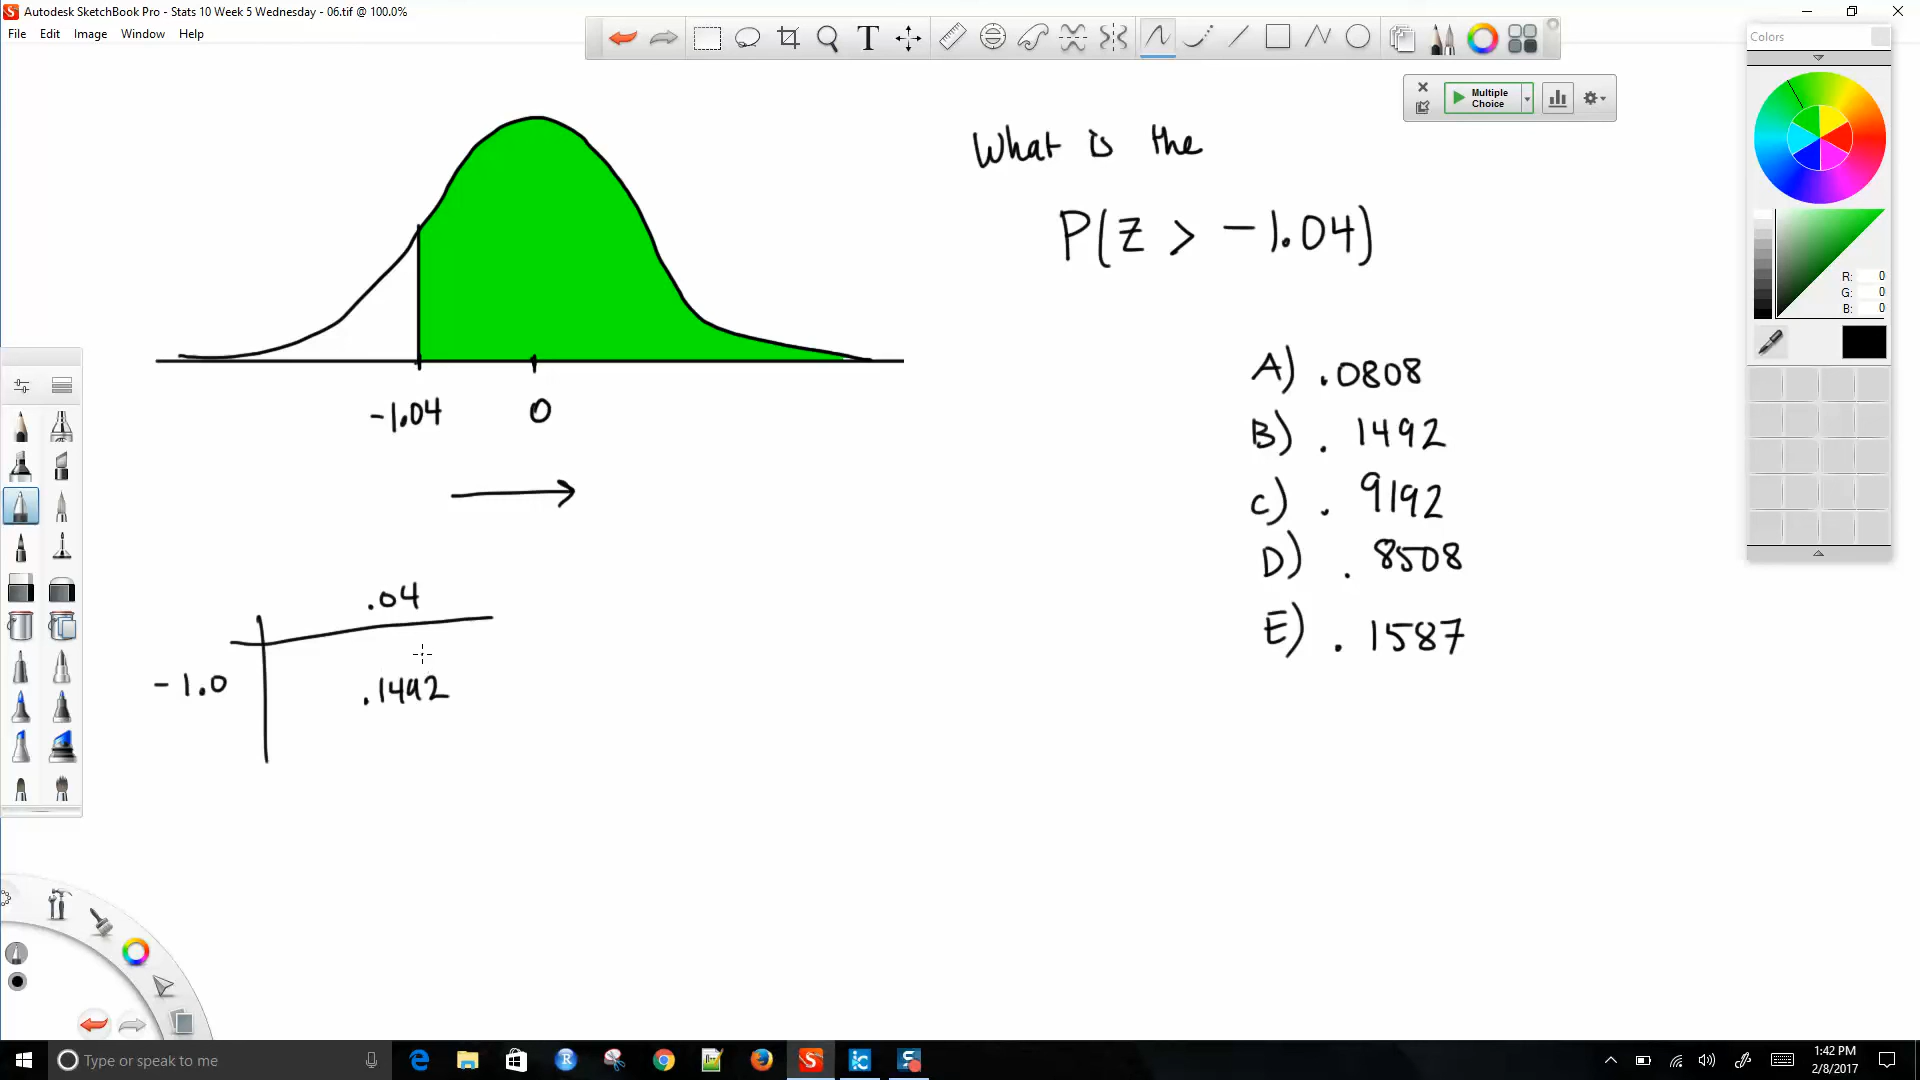 Autodesk SketchBook Pro - Stats 10 Week 5 Wednesday - 06.tif @ 100.0%
File Edit Image Window Help
T
Colors
Multiple
Choice
What is the
P(Z > -1.04)
R: 0
G: 0
B: 0
A) .0808
-1.04 0
B) .1492
C) .9192
D) .8508
.04
E) .1587
-1.0 .1492
Type or speak to me
1:42 PM
2/8/2017